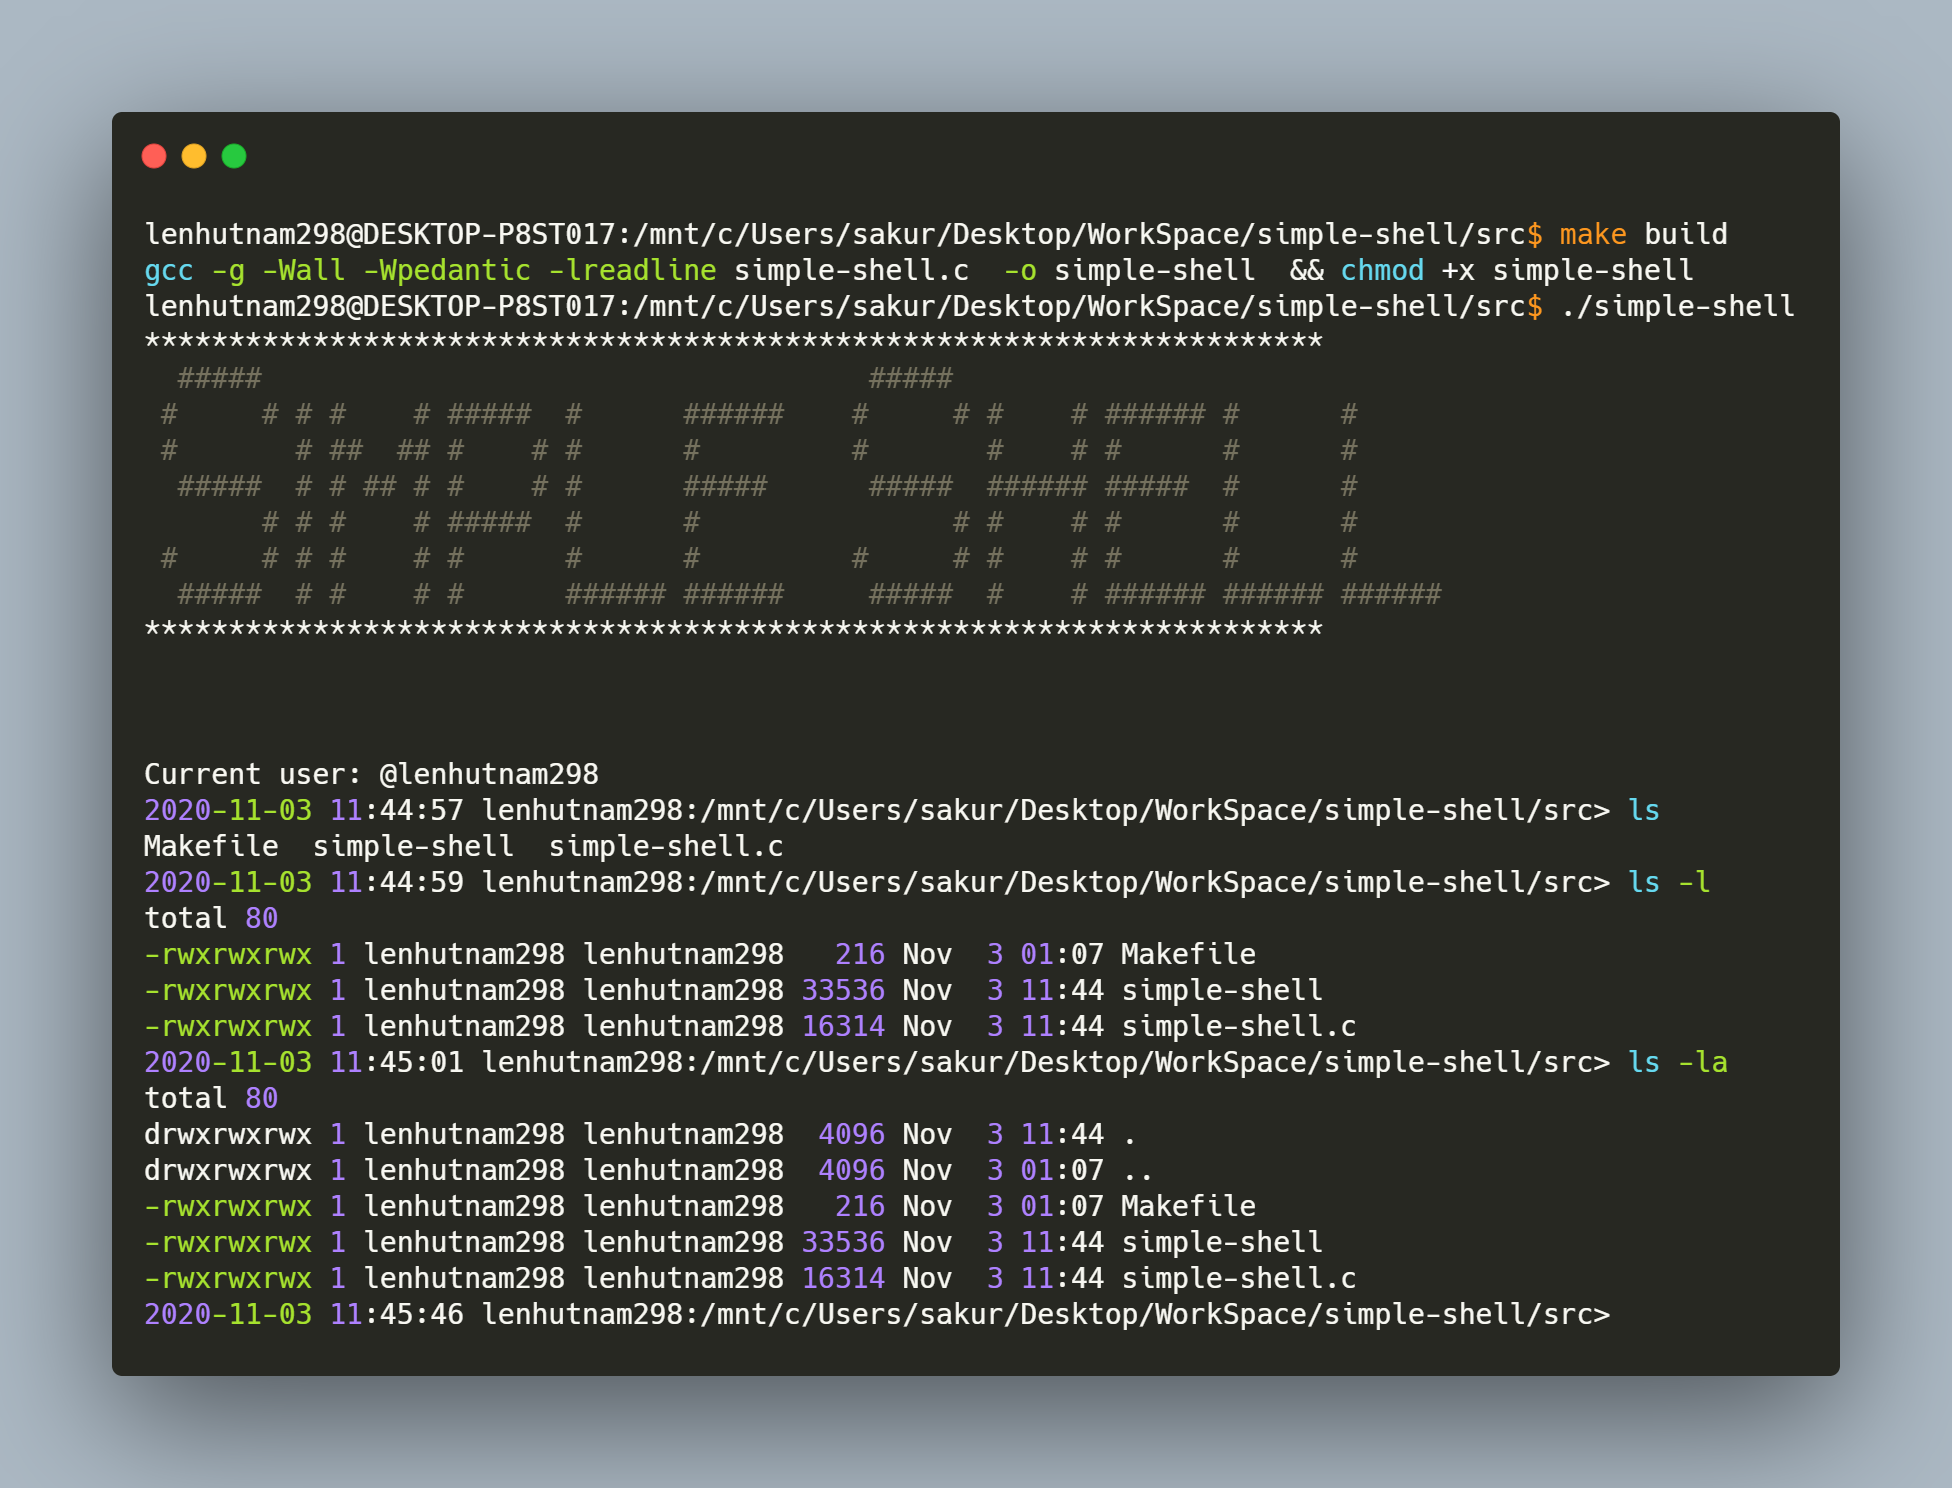 lenhutnam298@DESKTOP-P8ST017:/mnt/c/Users/sakur/Desktop/WorkSpace/simple-shell/src$ make build
gcc -g -Wall -Wpedantic -lreadline simple-shell.c  -o simple-shell  && chmod +x simple-shell
lenhutnam298@DESKTOP-P8ST017:/mnt/c/Users/sakur/Desktop/WorkSpace/simple-shell/src$ ./simple-shell
**********************************************************************
  #####                                    #####
 #     # # #    # #####  #      ######    #     # #    # ###### #      #
 #       # ##  ## #    # #      #         #       #    # #      #      #
  #####  # # ## # #    # #      #####      #####  ###### #####  #      #
       # # #    # #####  #      #               # #    # #      #      #
 #     # # #    # #      #      #         #     # #    # #      #      #
  #####  # #    # #      ###### ######     #####  #    # ###### ###### ######
**********************************************************************
Current user: @lenhutnam298
2020-11-03 11:44:57 lenhutnam298:/mnt/c/Users/sakur/Desktop/WorkSpace/simple-shell/src> ls
Makefile  simple-shell  simple-shell.c
2020-11-03 11:44:59 lenhutnam298:/mnt/c/Users/sakur/Desktop/WorkSpace/simple-shell/src> ls -l
total 80
-rwxrwxrwx 1 lenhutnam298 lenhutnam298   216 Nov  3 01:07 Makefile
-rwxrwxrwx 1 lenhutnam298 lenhutnam298 33536 Nov  3 11:44 simple-shell
-rwxrwxrwx 1 lenhutnam298 lenhutnam298 16314 Nov  3 11:44 simple-shell.c
2020-11-03 11:45:01 lenhutnam298:/mnt/c/Users/sakur/Desktop/WorkSpace/simple-shell/src> ls -la
total 80
drwxrwxrwx 1 lenhutnam298 lenhutnam298  4096 Nov  3 11:44 .
drwxrwxrwx 1 lenhutnam298 lenhutnam298  4096 Nov  3 01:07 ..
-rwxrwxrwx 1 lenhutnam298 lenhutnam298   216 Nov  3 01:07 Makefile
-rwxrwxrwx 1 lenhutnam298 lenhutnam298 33536 Nov  3 11:44 simple-shell
-rwxrwxrwx 1 lenhutnam298 lenhutnam298 16314 Nov  3 11:44 simple-shell.c
2020-11-03 11:45:46 lenhutnam298:/mnt/c/Users/sakur/Desktop/WorkSpace/simple-shell/src>